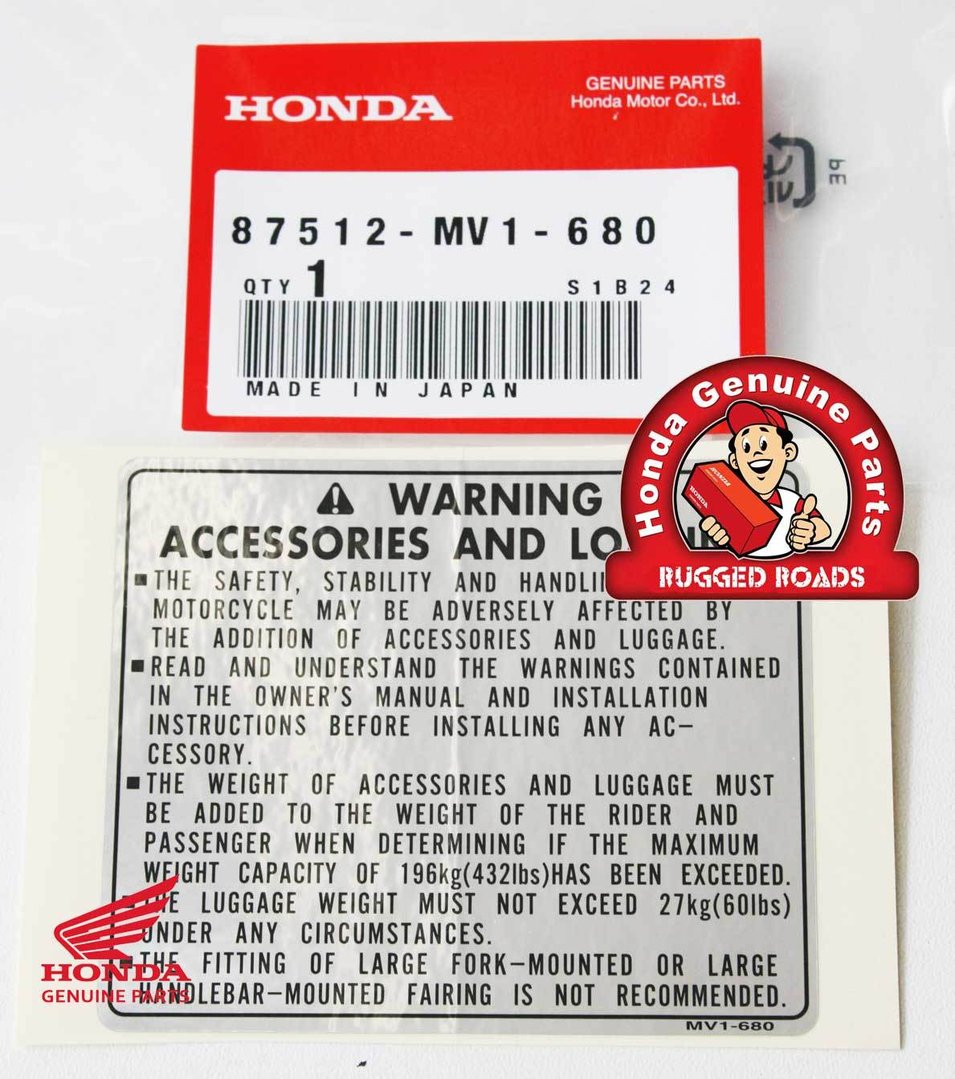 HONDA
GENUINE PARTS
Honda Motor Co., Ltd.
87512-MV1-680
QTY 1 S1B24
MADE IN JAPAN
PE
Honda Genuine Parts
HONDA
RUGGED ROADS
WARNING
ACCESSORIES AND
■THE SAFETY, STABILITY AND
MOTORCYCLE MAY BE ADVERSELY AFFECTED BY
THE ADDITION OF ACCESSORIES AND LUGGAGE.
■READ AND UNDERSTAND THE WARNINGS CONTAINED
IN THE OWNER'S MANUAL AND INSTALLATION
INSTRUCTIONS BEFORE INSTALLING ANY AC-
CESSORY.
■THE WEIGHT OF ACCESSORIES AND LUGGAGE MUST
BE ADDED TO THE WEIGHT OF THE RIDER AND
PASSENGER WHEN DETERMINING IF THE MAXIMUM
WEIGHT CAPACITY OF 196kg(432lbs)HAS BEEN EXCEEDED.
THE LUGGAGE WEIGHT MUST NOT EXCEED 27kg(60lbs)
UNDER ANY CIRCUMSTANCES.
■THE FITTING OF LARGE FORK-MOUNTED OR LARGE
HANDLEBAR-MOUNTED FAIRING IS NOT RECOMMENDED.
MV1-680
HONDA
GENUINE PARTS